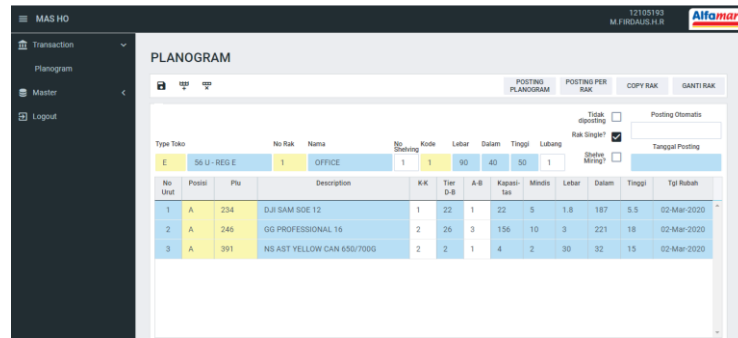 MAS HO
12105193
M.FIRDAUS.H.R
Alfamart
Transaction
Planogram
Master
Logout
PLANOGRAM
POSTING PLANOGRAM
POSTING PER RAK
COPY RAK
GANTI RAK
Tidak diposting
Posting Otomatis
Rak Single?
Shelve Miring?
Tanggal Posting
Type Toko No Rak Nama No Shelving Kode Lebar Dalam Tinggi Lubang
E 56 U - REG E 1 OFFICE 1 1 90 40 50 1
No Urut Posisi Plu Description K-K Tier D-B A-B Kapasi-tas Mindis Lebar Dalam Tinggi Tgl Rubah
1 A 234 DJI SAM SOE 12 1 22 1 22 5 1.8 187 5.5 02-Mar-2020
2 A 246 GG PROFESSIONAL 16 2 26 3 156 10 3 221 18 02-Mar-2020
3 A 391 NS AST YELLOW CAN 650/700G 2 2 1 4 2 30 32 15 02-Mar-2020